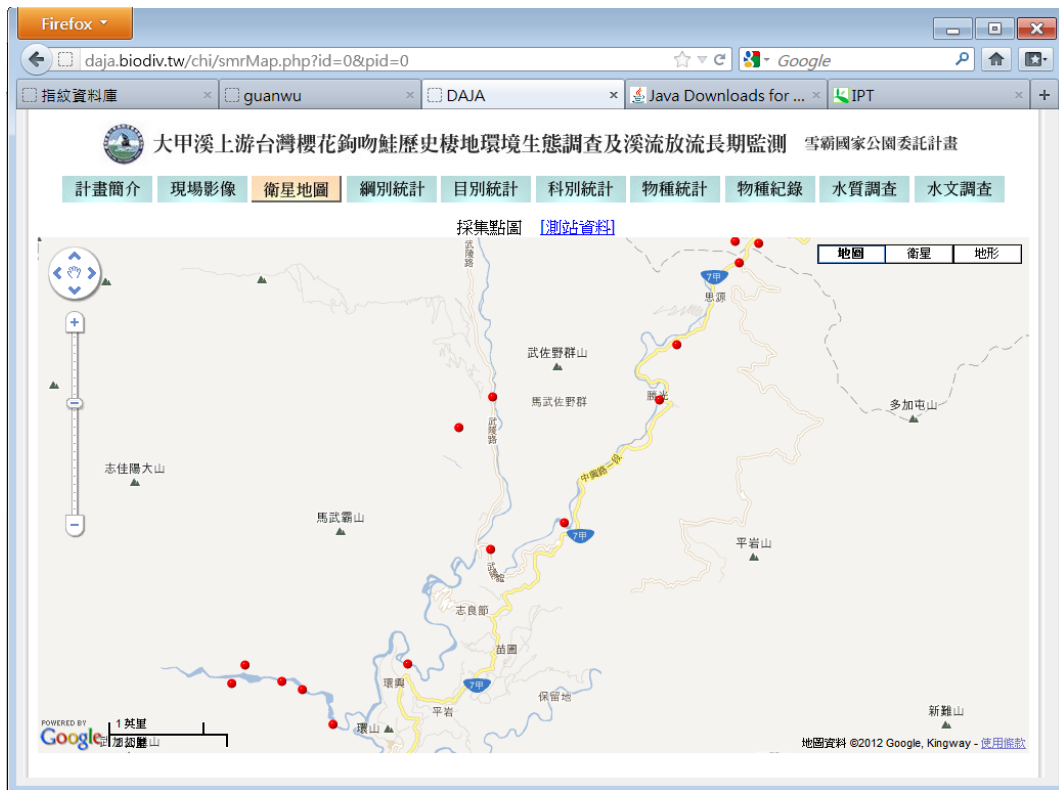 Firefox
daja.biodiv.tw/chi/smrMap.php?id=0&pid=0
Google
指紋資料庫
guanwu
DAJA
Java Downloads for ...
IPT
大甲溪上游台灣櫻花鉤吻鮭歷史棲地環境生態調查及溪流放流長期監測 雪霸國家公園委託計畫
計畫簡介 現場影像 衛星地圖 綱別統計 目別統計 科別統計 物種統計 物種紀錄 水質調查 水文調查
採集點圖 [測站資料]
地圖 衛星 地形
武陵路
7甲
思源
武佐野群山
馬武佐野群
勝光
多加屯山
武陵路
中興路一段
志佳陽大山
馬武霸山
7甲
平岩山
武陵路
志良節
苗圃
環興
7甲
保留地
平岩
新難山
環山
POWERED BY
Google
1 英里
2 公里
地圖資料 ©2012 Google, Kingway - 使用條款